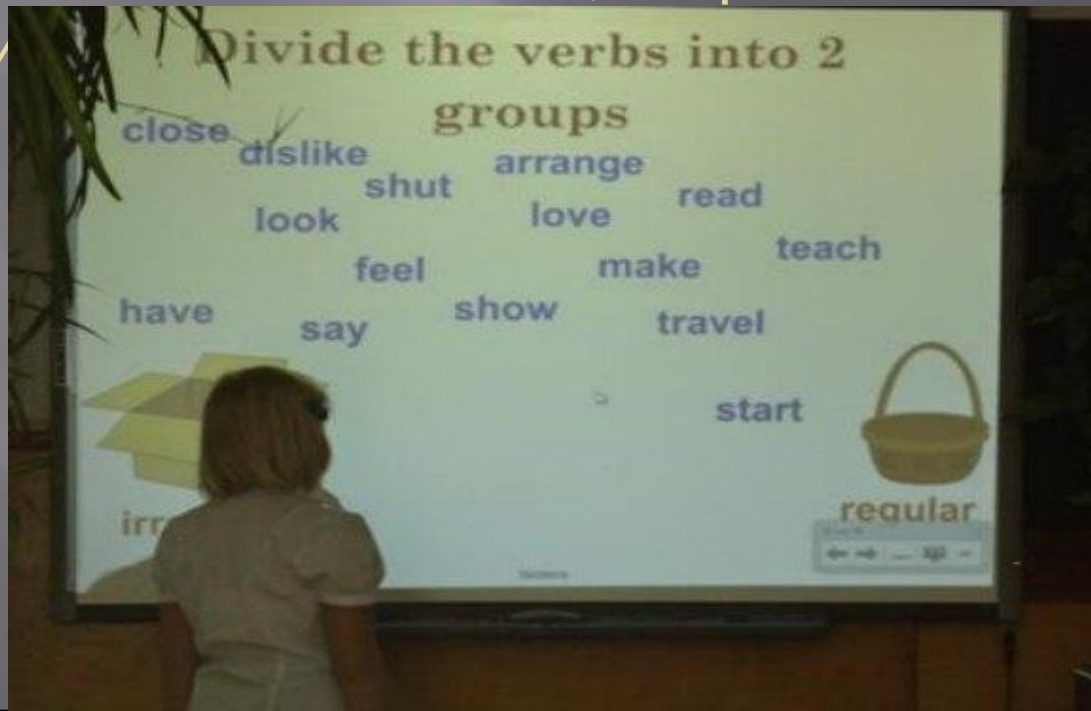 Divide the verbs into 2
groups
close
dislike
arrange
shut
read
look
love
teach
feel
make
have
say
show
travel
start
regular
irr